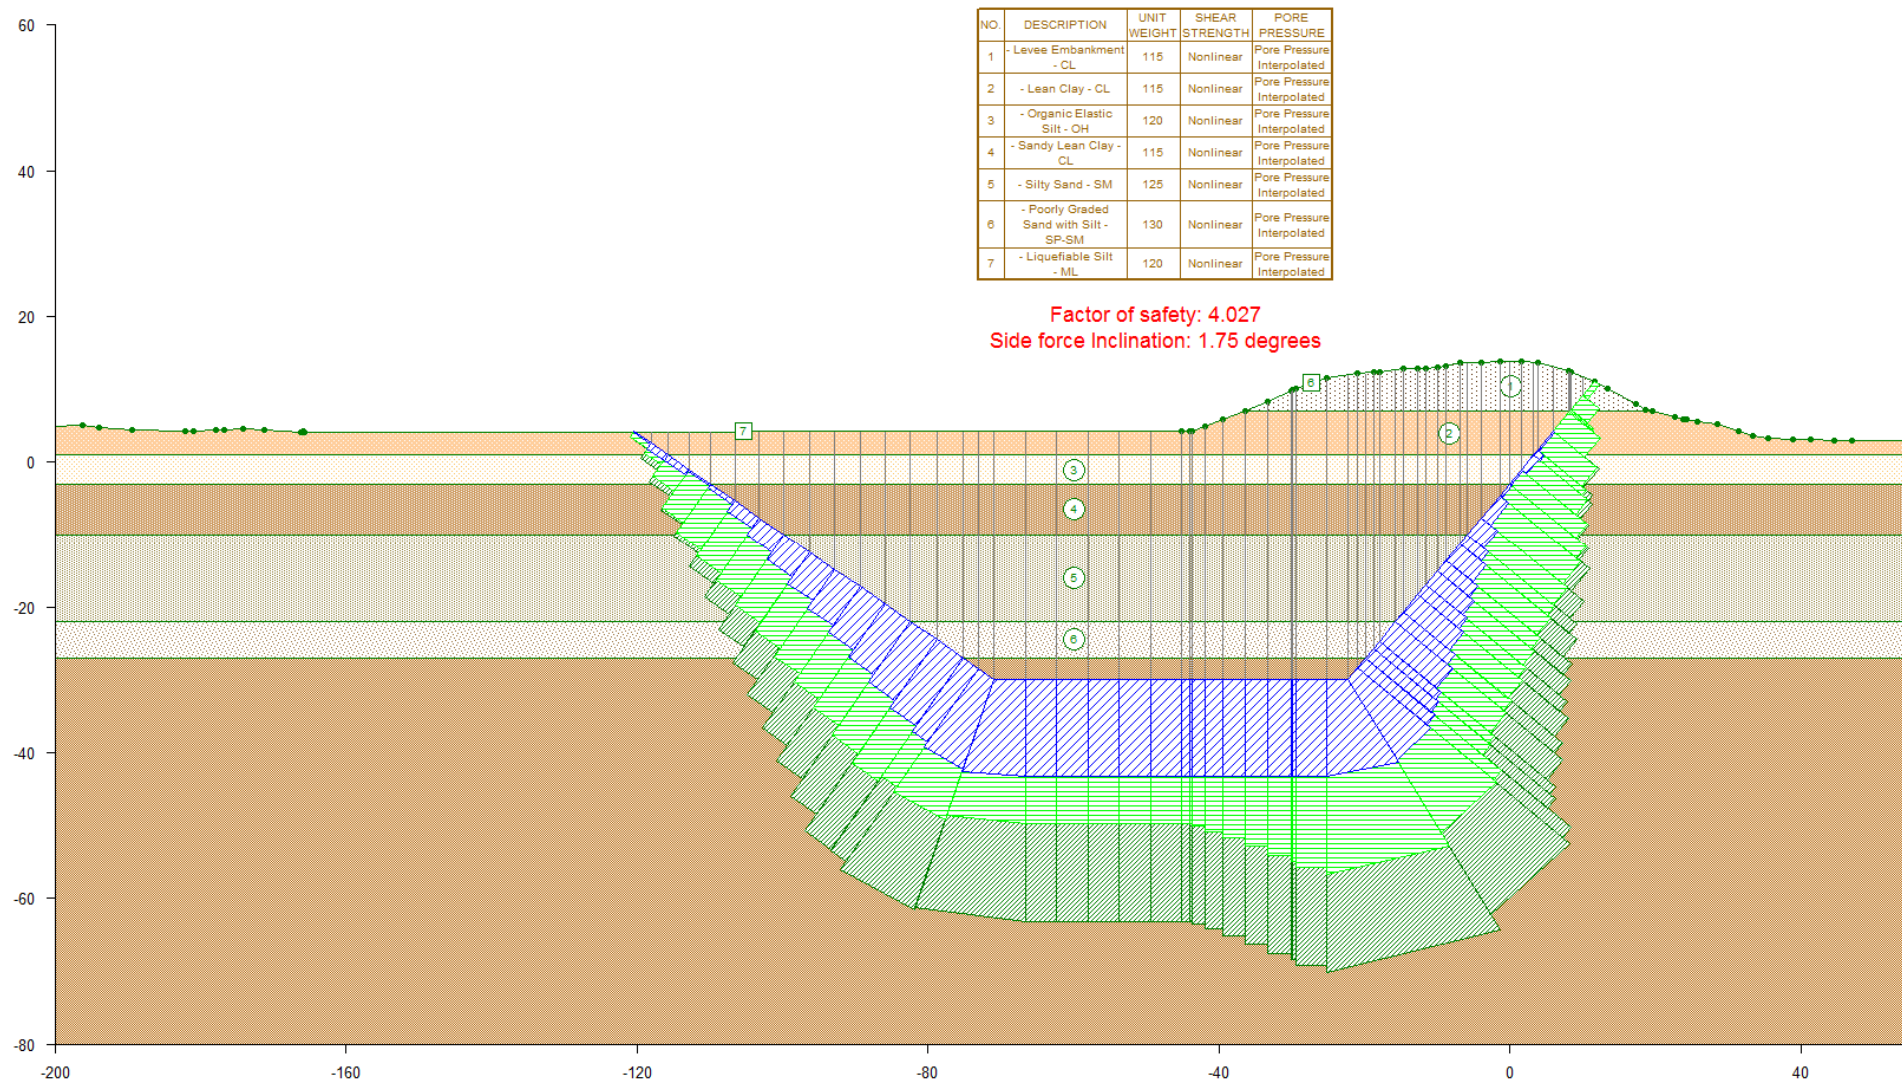 60
40
20
0
-20
-40
-60
-80
-200
-160
-120
-80
-40
0
40
NO. DESCRIPTION UNIT WEIGHT SHEAR STRENGTH PORE PRESSURE
1 - Levee Embankment - CL 115 Nonlinear Pore Pressure Interpolated
2 - Lean Clay - CL 115 Nonlinear Pore Pressure Interpolated
3 - Organic Elastic Silt - OH 120 Nonlinear Pore Pressure Interpolated
4 - Sandy Lean Clay - CL 115 Nonlinear Pore Pressure Interpolated
5 - Silty Sand - SM 125 Nonlinear Pore Pressure Interpolated
6 - Poorly Graded Sand with Silt - SP-SM 130 Nonlinear Pore Pressure Interpolated
7 - Liquefiable Silt - ML 120 Nonlinear Pore Pressure Interpolated
Factor of safety: 4.027
Side force Inclination: 1.75 degrees
6
1
7
2
3
4
5
6